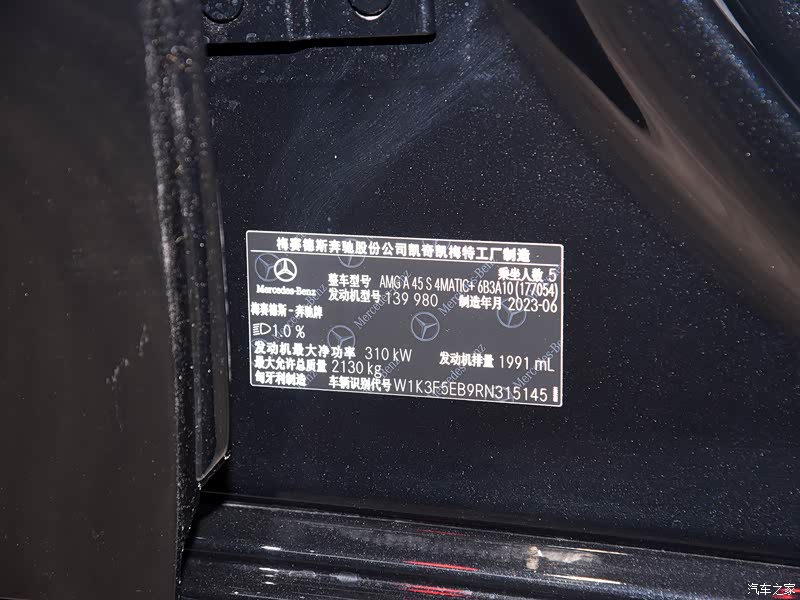 梅赛德斯奔驰股份公司凯奇凯梅特工厂制造
乘坐人数 5
Mercedes-Benz
整车型号 AMG A 45 S 4MATIC+ 6B3A10 (177054)
发动机型号 139 980 制造年月 2023-06
梅赛德斯-奔驰牌
1.0 %
发动机最大净功率 310 kW 发动机排量 1991 mL
最大允许总质量 2130 kg
匈牙利制造 车辆识别代号 W1K3F5EB9RN315145
汽车之家